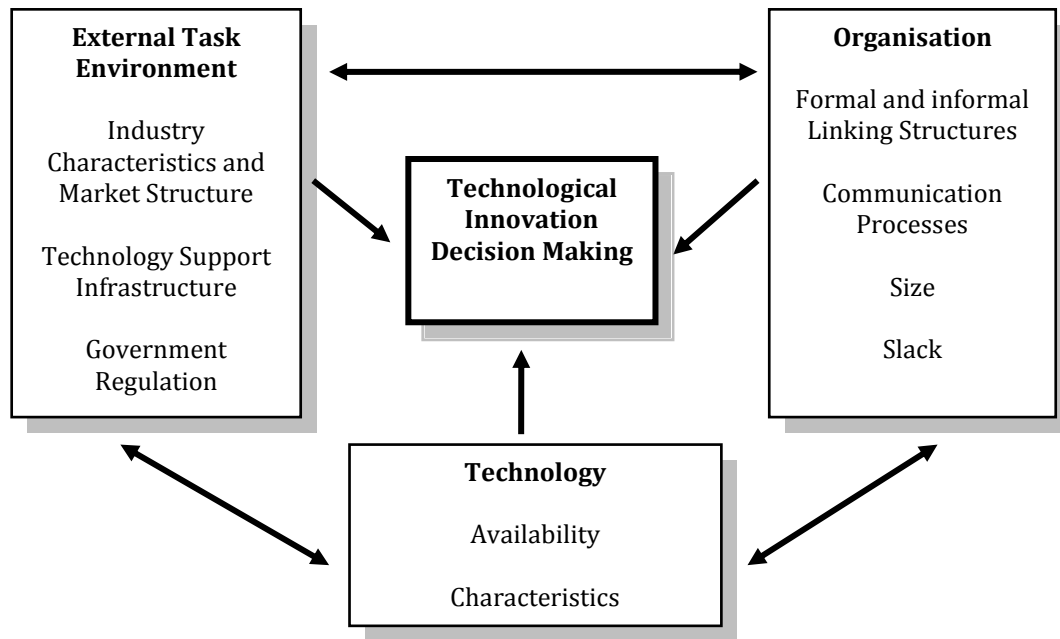 External Task
Environment
Industry
Characteristics and
Market Structure
Technology Support
Infrastructure
Government
Regulation
Technological
Innovation
Decision Making
Organisation
Formal and informal
Linking Structures
Communication
Processes
Size
Slack
Technology
Availability
Characteristics